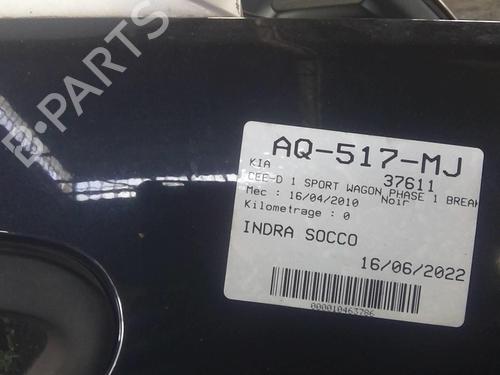 B-PARTS
AQ-517-MJ
KIA 37611
CEE-D 1 SPORT WAGON PHASE 1 BREAK
Mec : 16/04/2010 Noir
Kilometrage : 0
INDRA SOCCO
16/06/2022
000010463786